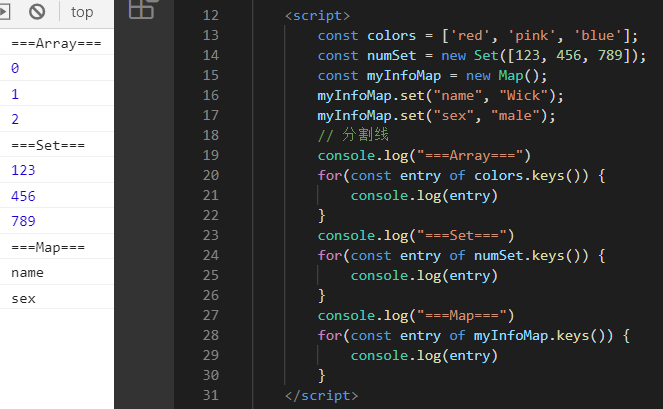 top
===Array===
0
1
2
===Set===
123
456
789
===Map===
name
sex
12 <script>
13 const colors = ['red', 'pink', 'blue'];
14 const numSet = new Set([123, 456, 789]);
15 const myInfoMap = new Map();
16 myInfoMap.set("name", "Wick");
17 myInfoMap.set("sex", "male");
18 // 分割线
19 console.log("===Array===")
20 for(const entry of colors.keys()) {
21 console.log(entry)
22 }
23 console.log("===Set===")
24 for(const entry of numSet.keys()) {
25 console.log(entry)
26 }
27 console.log("===Map===")
28 for(const entry of myInfoMap.keys()) {
29 console.log(entry)
30 }
31 </script>